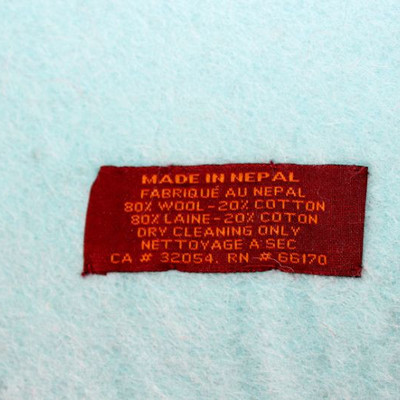 MADE IN NEPAL
FABRIQUÉ AU NEPAL
80% WOOL-20% COTTON
80% LAINE-20% COTON
DRY CLEANING ONLY
NETTOYAGE A SEC
CA # 32054. RN # 66170